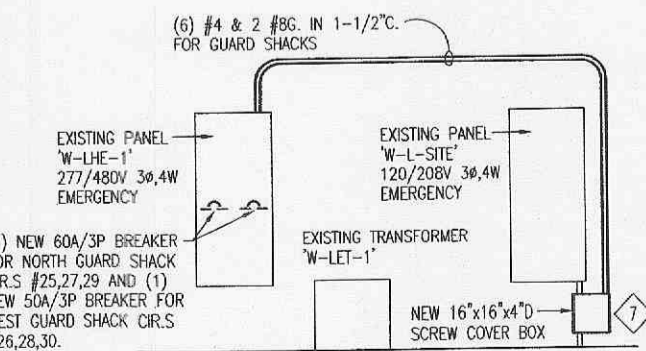 (6) #4 & 2 #8G. IN 1-1/2"C.
FOR GUARD SHACKS
EXISTING PANEL
'W-LHE-1'
277/480V 3ø,4W
EMERGENCY
EXISTING PANEL
'W-L-SITE'
120/208V 3ø,4W
EMERGENCY
) NEW 60A/3P BREAKER
OR NORTH GUARD SHACK
R.S #25,27,29 AND (1)
EW 50A/3P BREAKER FOR
EST GUARD SHACK CIR.S
26,28,30.
EXISTING TRANSFORMER
'W-LET-1'
NEW 16"x16"x4"D
SCREW COVER BOX
7